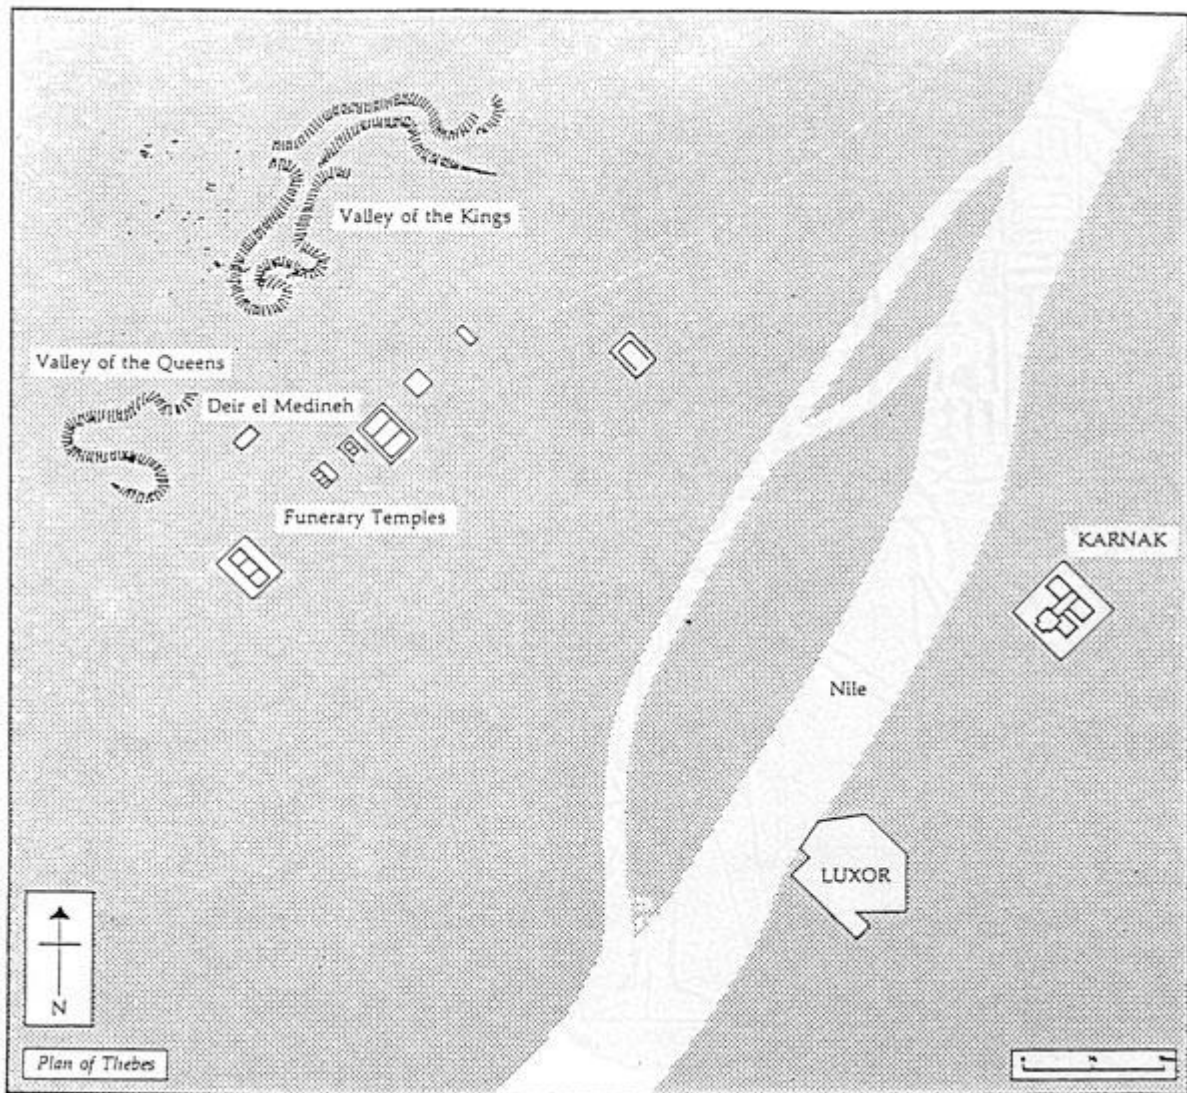 Valley of the Kings
Valley of the Queens
Deir el Medineh
Funerary Temples
KARNAK
Nile
LUXOR
N
Plan of Thebes